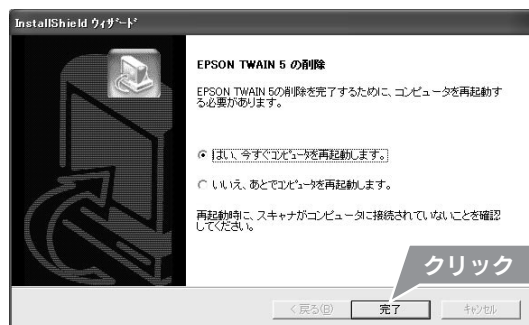 InstallShield ウィザード
EPSON TWAIN 5 の削除
EPSON TWAIN 5の削除を完了するために、コンピュータを再起動す
る必要があります。
はい、今すぐコンピュータを再起動します。
いいえ、あとでコンピュータを再起動します。
再起動時に、スキャナがコンピュータに接続されていないことを確認
してください。
クリック
< 戻る(B)
完了
キャンセル